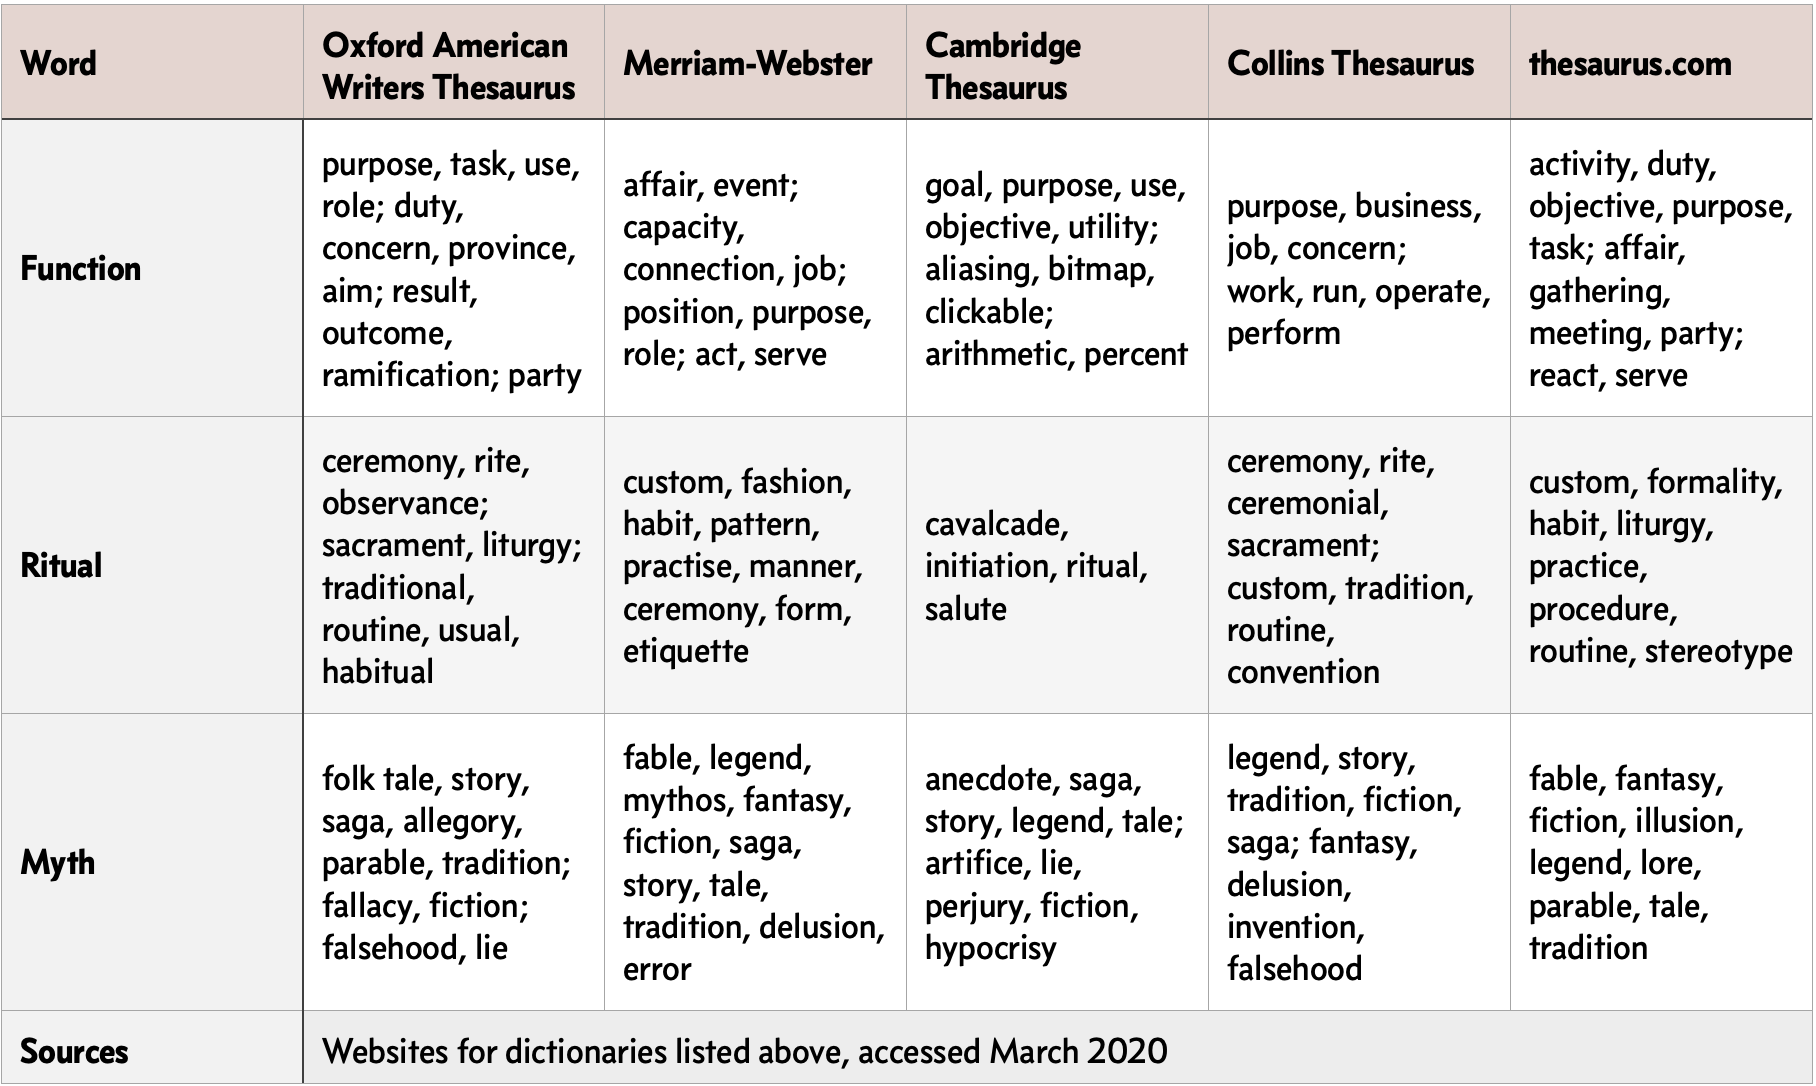 Word
Oxford American
Writers Thesaurus
Merriam-Webster
Cambridge
Thesaurus
Collins Thesaurus
thesaurus.com
Function
purpose, task, use,
role; duty,
concern, province,
aim; result,
outcome,
ramification; party
affair, event;
capacity,
connection, job;
position, purpose,
role; act, serve
goal, purpose, use,
objective, utility;
aliasing, bitmap,
clickable;
arithmetic, percent
purpose, business,
job, concern;
work, run, operate,
perform
activity, duty,
objective, purpose,
task; affair,
gathering,
meeting, party;
react, serve
Ritual
ceremony, rite,
observance;
sacrament, liturgy;
traditional,
routine, usual,
habitual
custom, fashion,
habit, pattern,
practise, manner,
ceremony, form,
etiquette
cavalcade,
initiation, ritual,
salute
ceremony, rite,
ceremonial,
sacrament;
custom, tradition,
routine,
convention
custom, formality,
habit, liturgy,
practice,
procedure,
routine, stereotype
Myth
folk tale, story,
saga, allegory,
parable, tradition;
fallacy, fiction;
falsehood, lie
fable, legend,
mythos, fantasy,
fiction, saga,
story, tale,
tradition, delusion,
error
anecdote, saga,
story, legend, tale;
artifice, lie,
perjury, fiction,
hypocrisy
legend, story,
tradition, fiction,
saga; fantasy,
delusion,
invention,
falsehood
fable, fantasy,
fiction, illusion,
legend, lore,
parable, tale,
tradition
Sources
Websites for dictionaries listed above, accessed March 2020